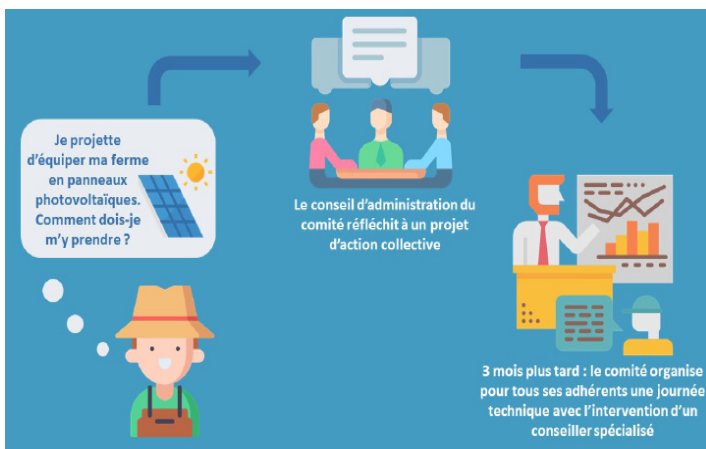 Je projette
d'équiper ma ferme
en panneaux
photovoltaïques.
Comment dois-je
m'y prendre ?
Le conseil d'administration du
comité réfléchit à un projet
d'action collective
3 mois plus tard : le comité organise
pour tous ses adhérents une journée
technique avec l'intervention d'un
conseiller spécialisé